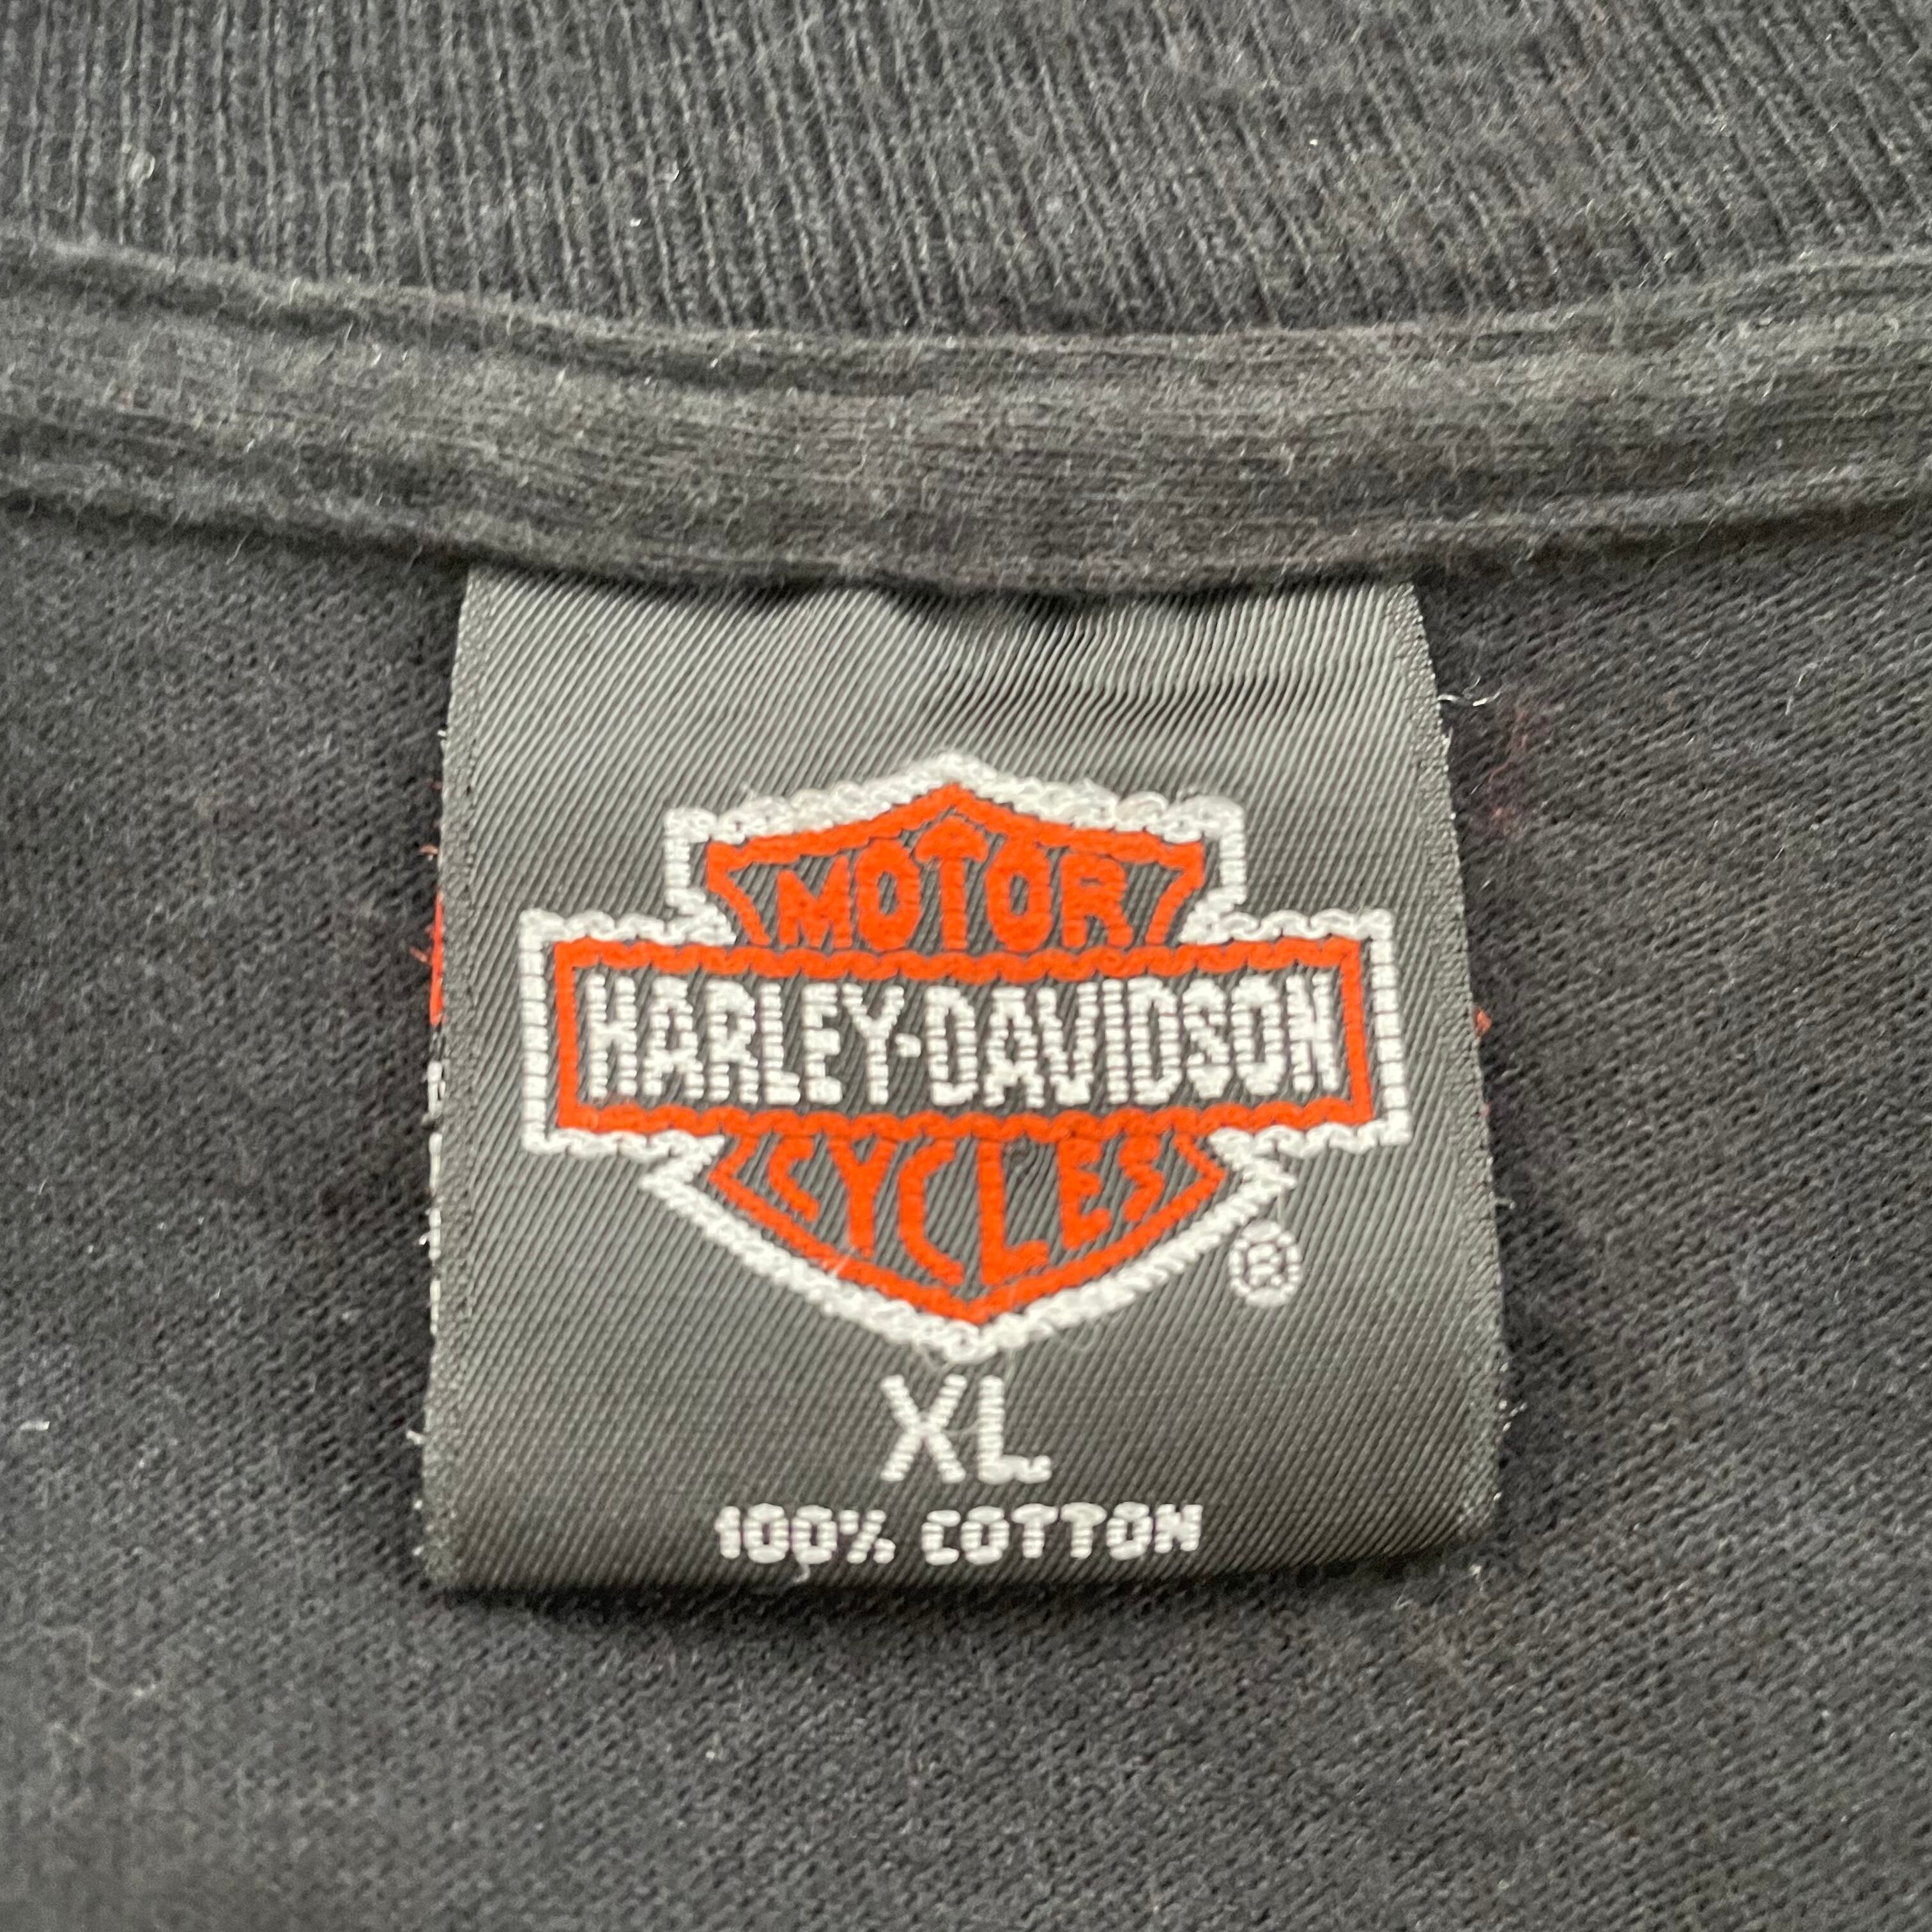 MOTOR
HARLEY-DAVIDSON
CYCLES
®
XL
100% COTTON